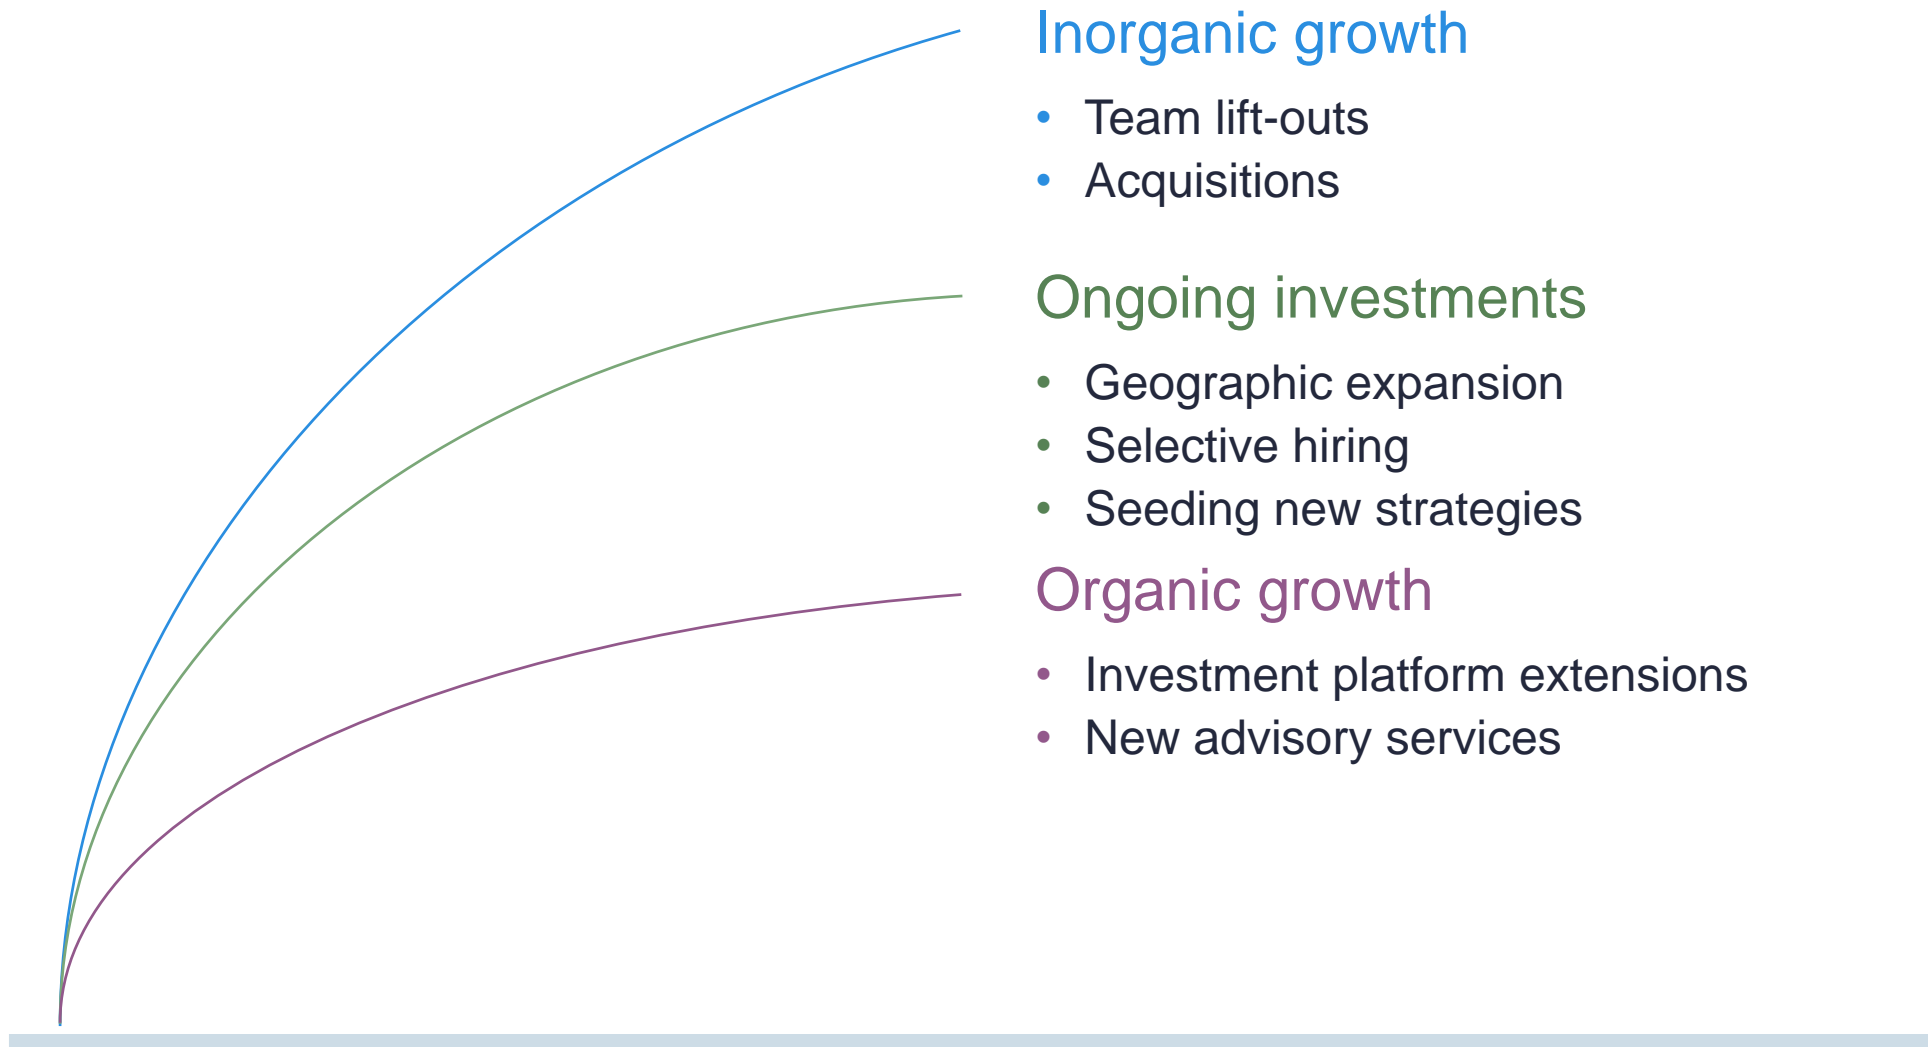 Inorganic growth
• Team lift-outs
• Acquisitions
Ongoing investments
• Geographic expansion
• Selective hiring
• Seeding new strategies
Organic growth
• Investment platform extensions
• New advisory services